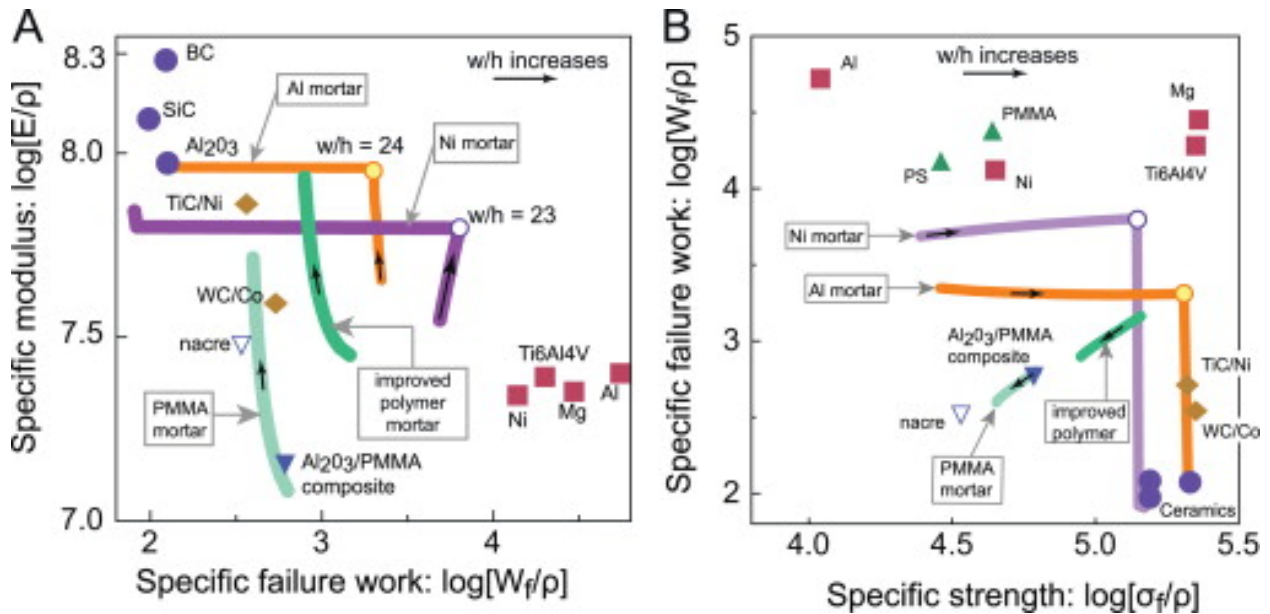 A
Specific modulus: log[E/ρ]
8.3
8.0
7.5
7.0
BC
SiC
Al2O3
Al mortar
w/h increases
w/h = 24
Ni mortar
TiC/Ni
w/h = 23
WC/Co
nacre
PMMA
mortar
improved
polymer
mortar
Al2O3/PMMA
composite
Ti6Al4V
Ni
Mg
Al
2
3
4
Specific failure work: log[Wf/ρ]
B
Specific failure work: log[Wf/ρ]
5
4
3
2
w/h increases
Al
PMMA
PS
Ni
Mg
Ti6Al4V
Ni mortar
Al mortar
Al2O3/PMMA
composite
nacre
PMMA
mortar
improved
polymer
TiC/Ni
WC/Co
Ceramics
4.0
4.5
5.0
5.5
Specific strength: log[σf/ρ]